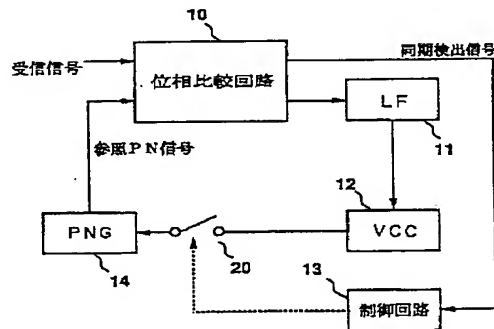 10
同期検出信号
受信信号
位相比較回路
LF
11
参照PN信号
12
VCC
PNG
14
20
13
制御回路